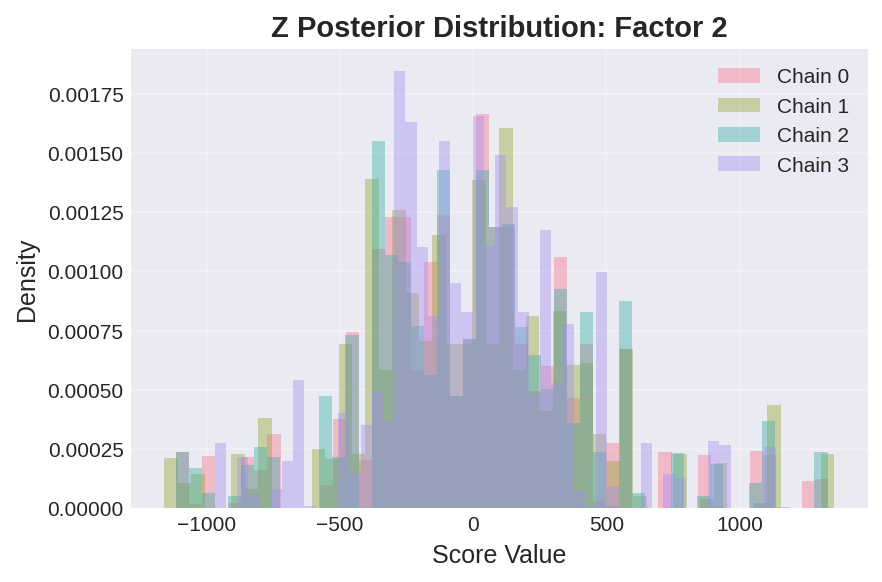 Z Posterior Distribution: Factor 2
Chain 0
Chain 1
Chain 2
Chain 3
Density
0.00175
0.00150
0.00125
0.00100
0.00075
0.00050
0.00025
0.00000
−1000
−500
0
500
1000
Score Value